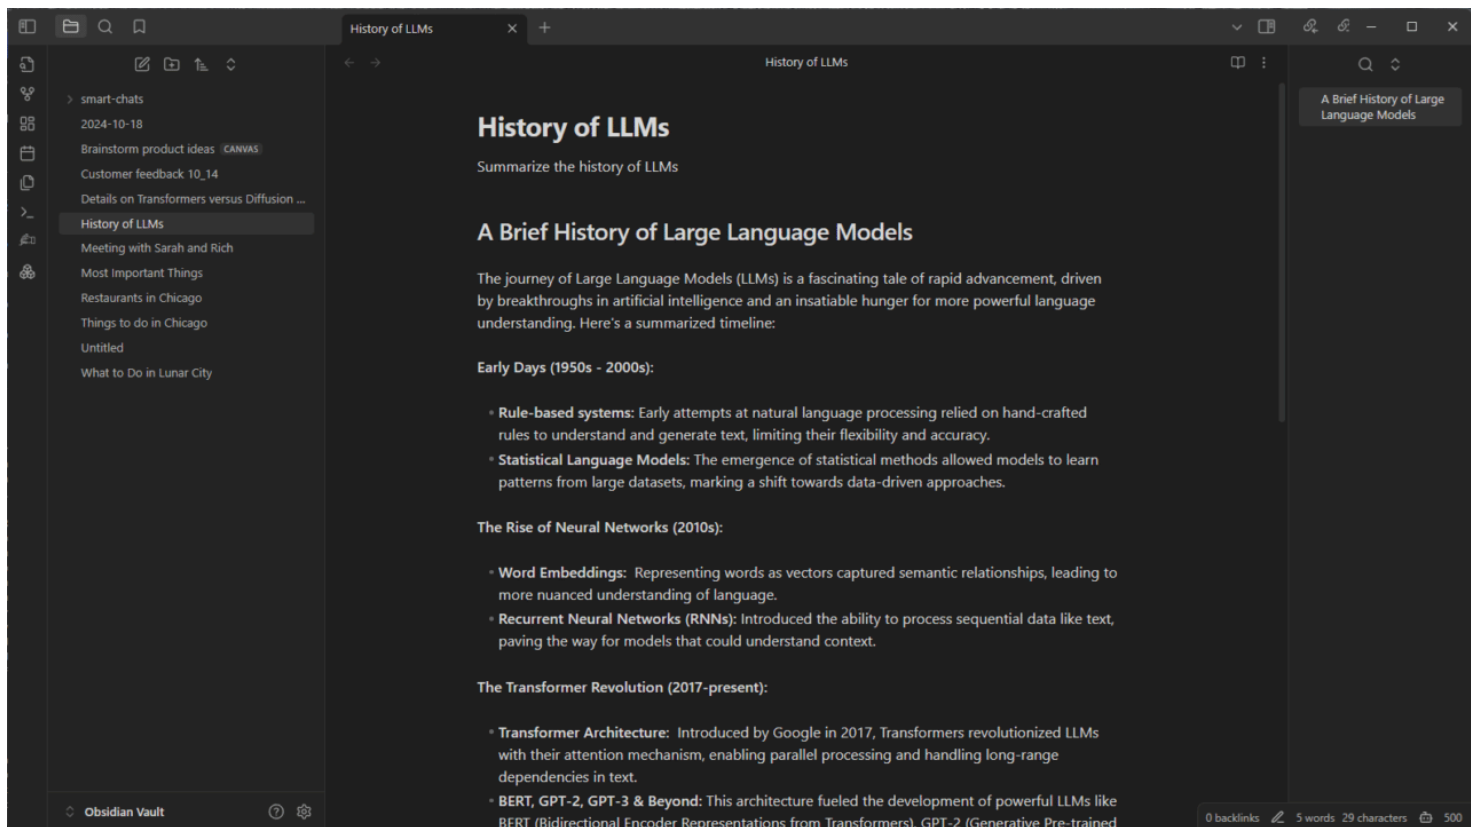 History of LLMs
History of LLMs
smart-chats
2024-10-18
Brainstorm product ideas CANVAS
Customer feedback 10_14
Details on Transformers versus Diffusion ...
History of LLMs
Meeting with Sarah and Rich
Most Important Things
Restaurants in Chicago
Things to do in Chicago
Untitled
What to Do in Lunar City
Obsidian Vault
History of LLMs
Summarize the history of LLMs
A Brief History of Large Language Models
The journey of Large Language Models (LLMs) is a fascinating tale of rapid advancement, driven
by breakthroughs in artificial intelligence and an insatiable hunger for more powerful language
understanding. Here's a summarized timeline:
Early Days (1950s - 2000s):
Rule-based systems: Early attempts at natural language processing relied on hand-crafted
rules to understand and generate text, limiting their flexibility and accuracy.
Statistical Language Models: The emergence of statistical methods allowed models to learn
patterns from large datasets, marking a shift towards data-driven approaches.
The Rise of Neural Networks (2010s):
Word Embeddings: Representing words as vectors captured semantic relationships, leading to
more nuanced understanding of language.
Recurrent Neural Networks (RNNs): Introduced the ability to process sequential data like text,
paving the way for models that could understand context.
The Transformer Revolution (2017-present):
Transformer Architecture: Introduced by Google in 2017, Transformers revolutionized LLMs
with their attention mechanism, enabling parallel processing and handling long-range
dependencies in text.
BERT, GPT-2, GPT-3 & Beyond: This architecture fueled the development of powerful LLMs like
BERT (Bidirectional Encoder Representations from Transformers), GPT-2 (Generative Pre-trained
A Brief History of Large
Language Models
0 backlinks 5 words 29 characters 500